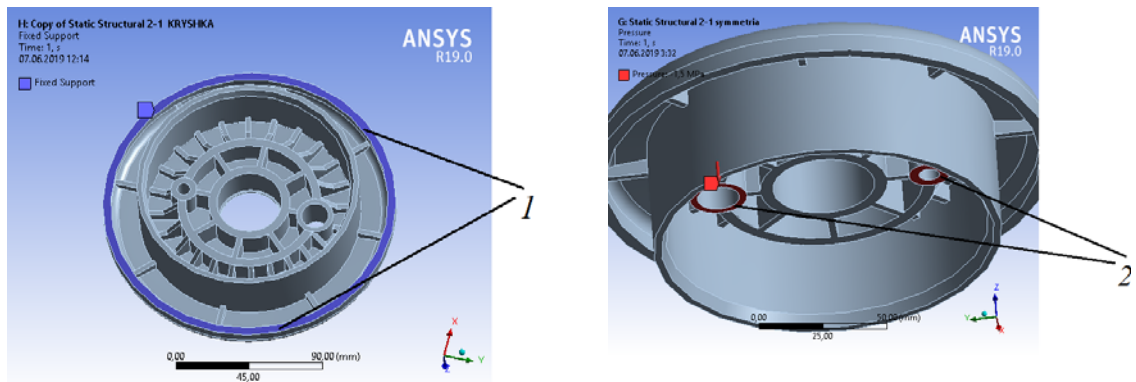 H: Copy of Static Structural 2-1 KRYSHKA
Fixed Support
Time: 1, s
07.06.2019 12:14
Fixed Support
ANSYS
R19.0
1
0,00
90,00 (mm)
45,00
X
Y
Z
G: Static Structural 2-1 symmetria
Pressure
Time: 1, s
07.06.2019 3:32
Pressure: -1,5 MPa
ANSYS
R19.0
2
0,00
50,00 (mm)
25,00
Z
Y
X